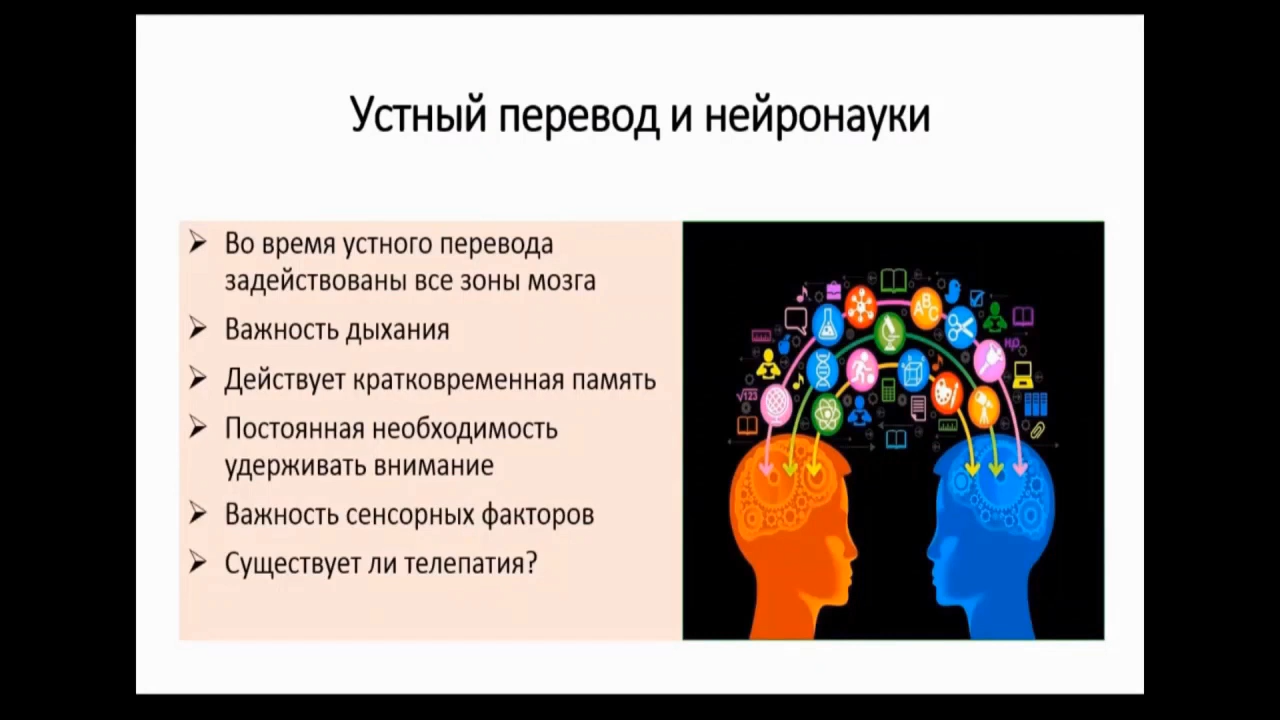 Устный перевод и нейронауки
Во время устного перевода
задействованы все зоны мозга
Важность дыхания
Действует кратковременная память
Постоянная необходимость
удерживать внимание
Важность сенсорных факторов
Существует ли телепатия?
A B C
√123